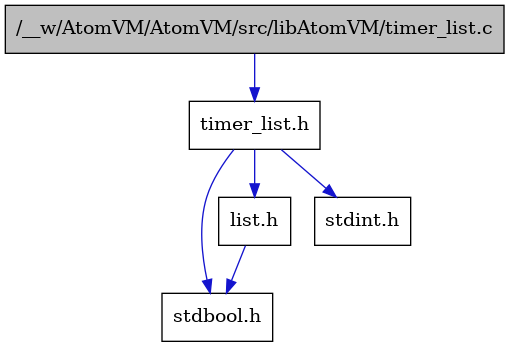 /__w/AtomVM/AtomVM/src/libAtomVM/timer_list.c
timer_list.h
list.h
stdint.h
stdbool.h